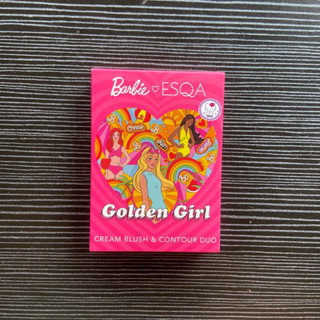 Barbie ♡ ESQA
Golden Girl
CREAM BLUSH & CONTOUR DUO